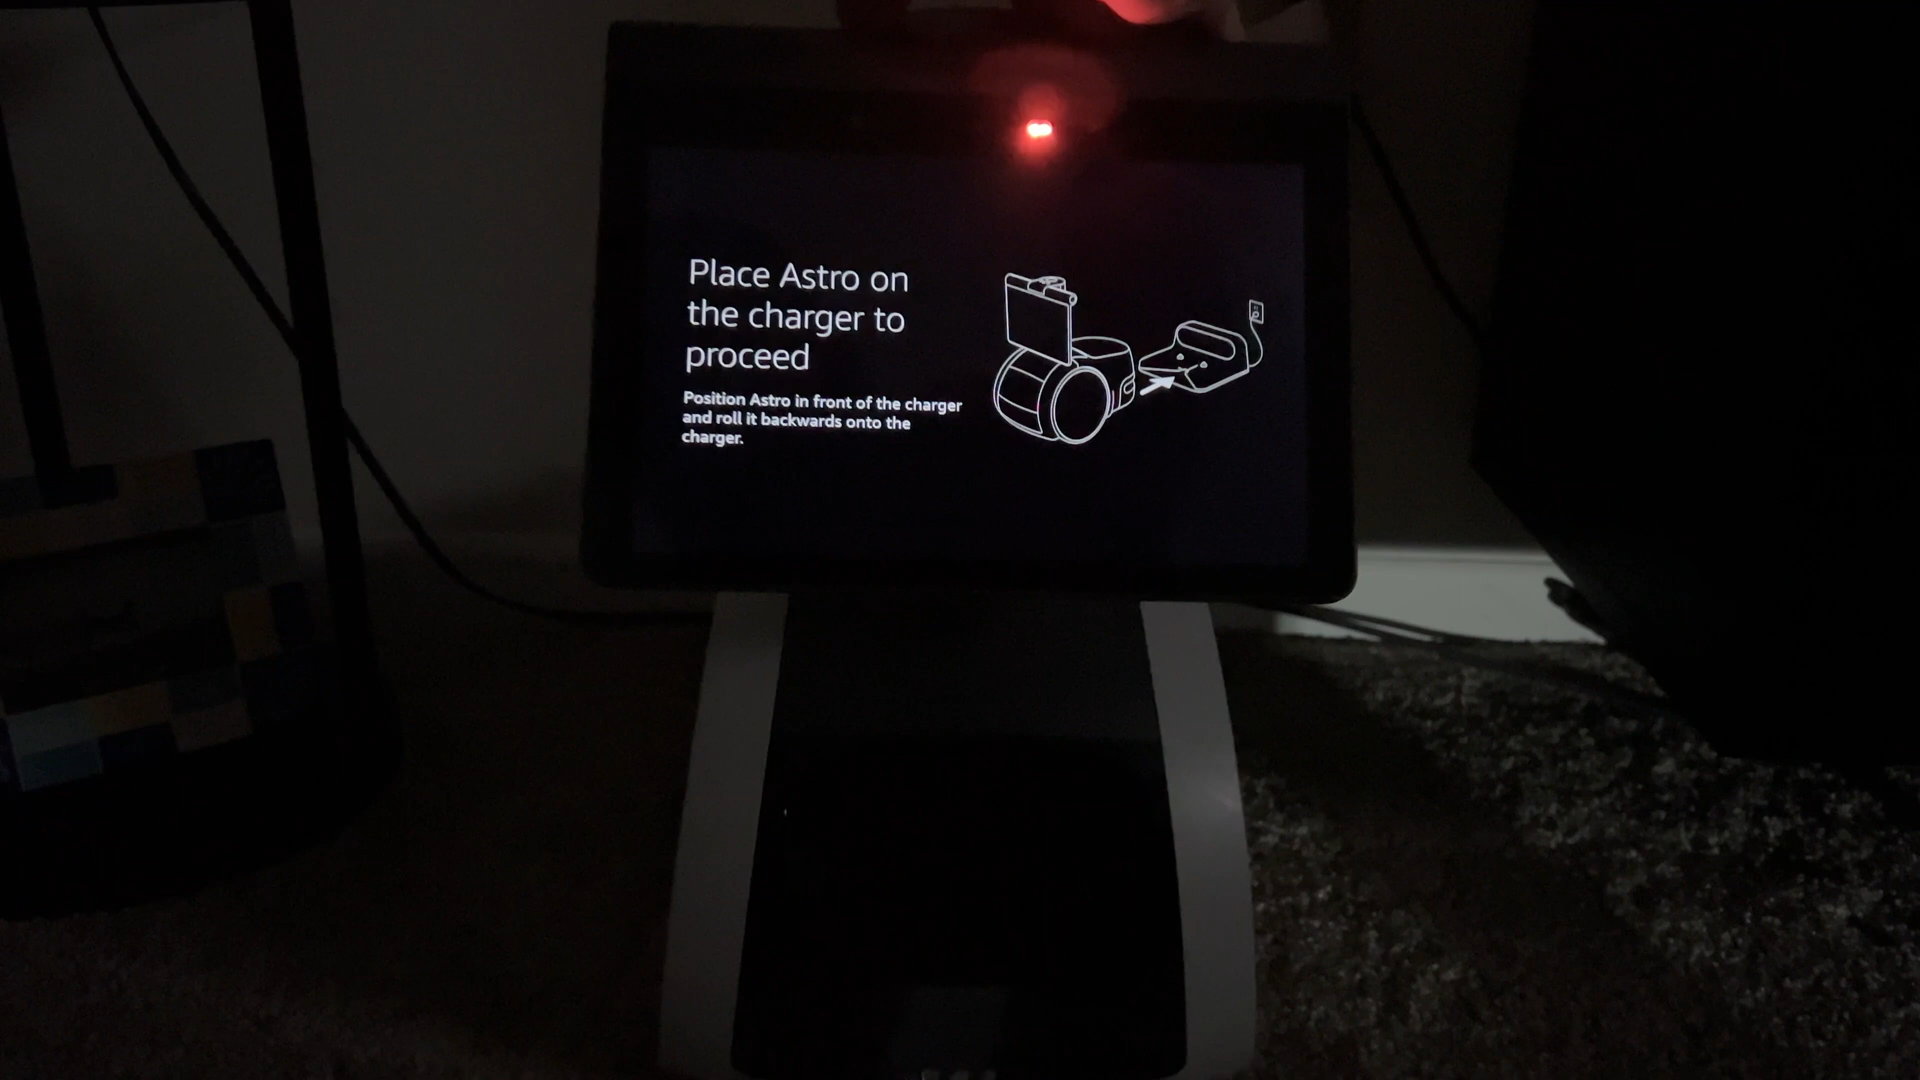 Place Astro on
the charger to
proceed
Position Astro in front of the charger
and roll it backwards onto the
charger.